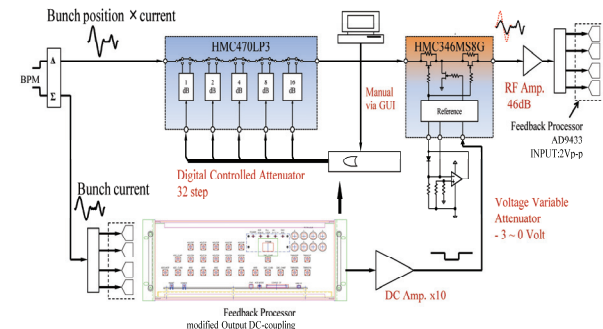 Bunch position × current
HMC470LP3
HMC346MS8G
BPM
Δ
Σ
1
dB
2
dB
4
dB
8
dB
Manual
via GUI
Reference
RF Amp.
46dB
Feedback Processor
AD9433
INPUT:2Vp-p
Digital Controlled Attenuator
32 step
Bunch current
Voltage Variable
Attenuator
- 3 ~ 0 Volt
DC Amp. x10
Feedback Processor
modified Output DC-coupling